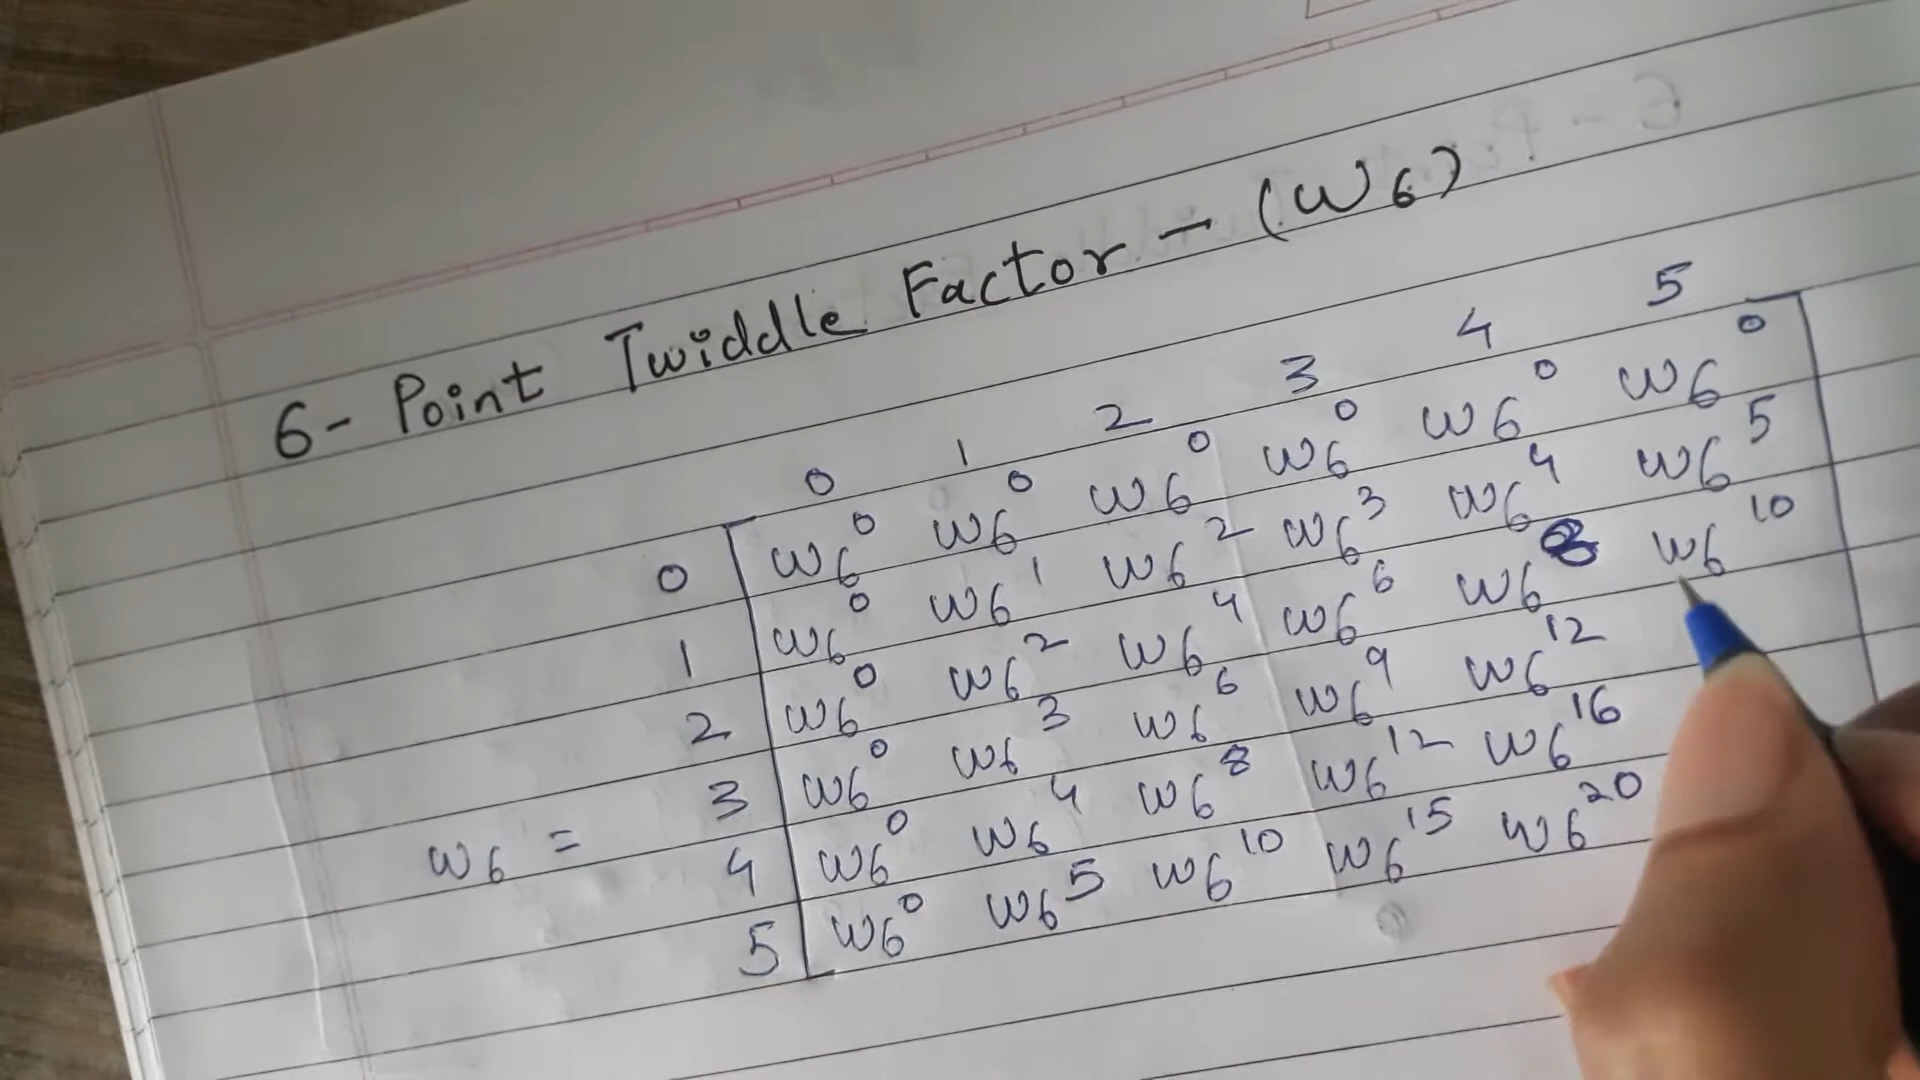 6 - Point Twiddle Factor - (W6)
0 1 2 3 4 5
0 W6^0 W6^0 W6^0 W6^0 W6^0 W6^0
1 W6^0 W6^1 W6^2 W6^3 W6^4 W6^5
2 W6^0 W6^2 W6^4 W6^6 W6^8 W6^10
3 W6^0 W6^3 W6^6 W6^9 W6^12
W6 = 4 W6^0 W6^4 W6^8 W6^12 W6^16
5 W6^0 W6^5 W6^10 W6^15 W6^20